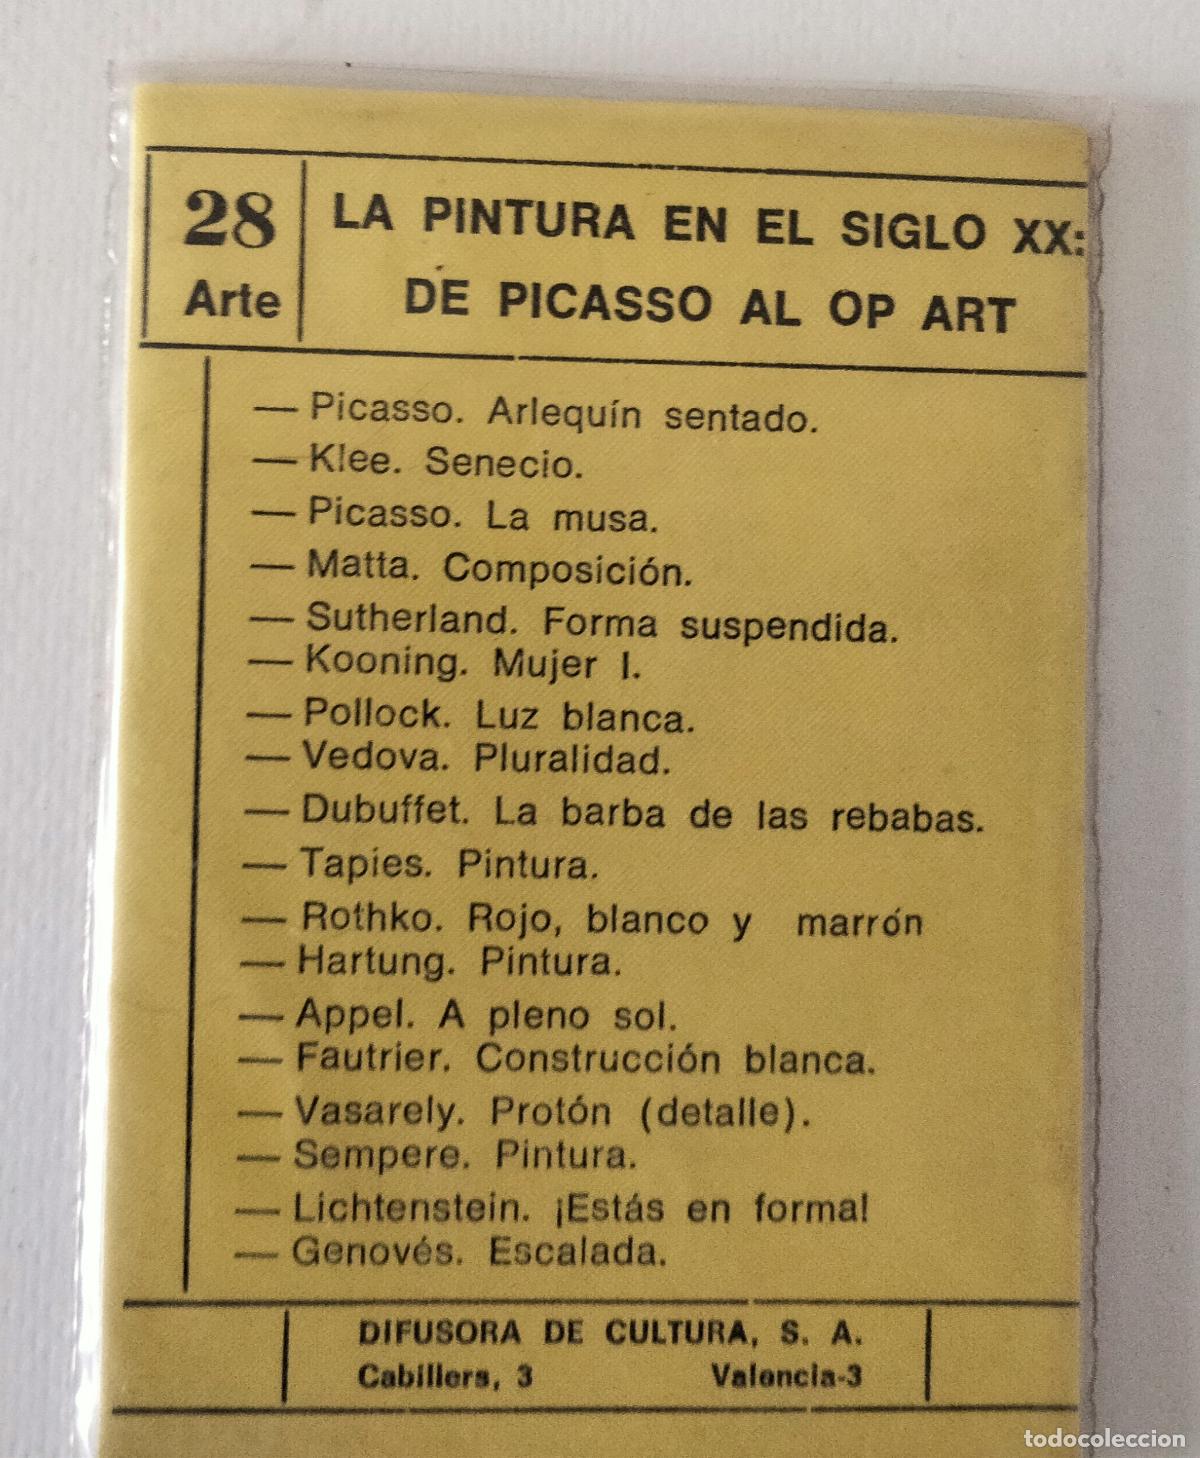 28
Arte
LA PINTURA EN EL SIGLO XX:
DE PICASSO AL OP ART
— Picasso. Arlequín sentado.
— Klee. Senecio.
— Picasso. La musa.
— Matta. Composición.
— Sutherland. Forma suspendida.
— Kooning. Mujer I.
— Pollock. Luz blanca.
— Vedova. Pluralidad.
— Dubuffet. La barba de las rebabas.
— Tapies. Pintura.
— Rothko. Rojo, blanco y marrón
— Hartung. Pintura.
— Appel. A pleno sol.
— Fautrier. Construcción blanca.
— Vasarely. Protón (detalle).
— Sempere. Pintura.
— Lichtenstein. ¡Estás en forma!
— Genovés. Escalada.
DIFUSORA DE CULTURA, S. A.
Cabillers, 3 Valencia-3
todocoleccion